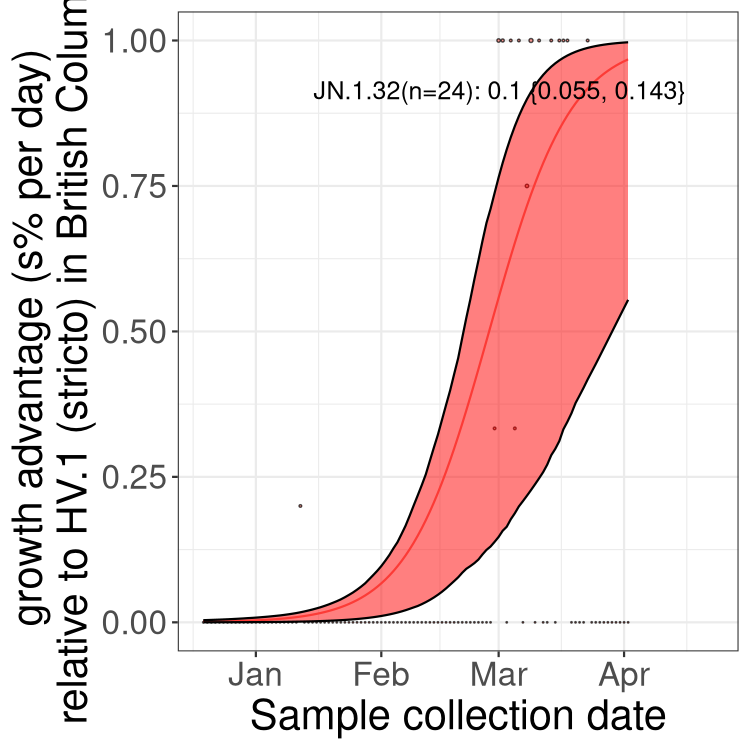 growth advantage (s% per day)
relative to HV.1 (stricto) in British Colum
1.00
0.75
0.50
0.25
0.00
JN.1.32(n=24): 0.1 {0.055, 0.143}
Jan Feb Mar Apr
Sample collection date